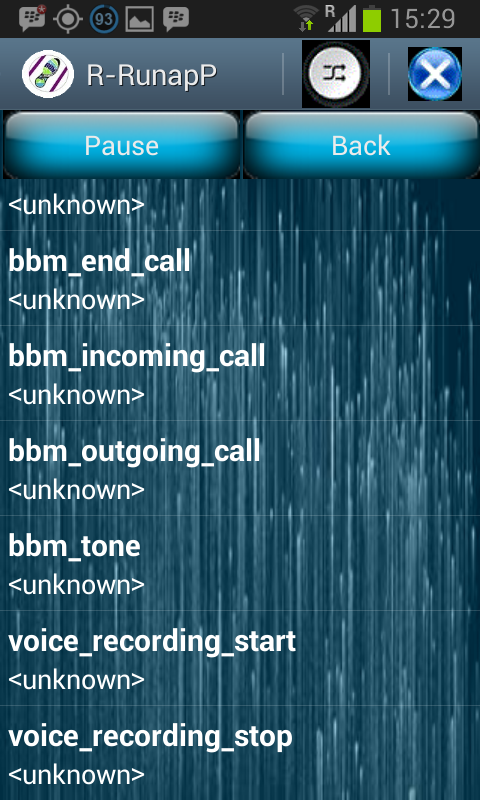 93
R
15:29
R-RunapP
Pause
Back
<unknown>
bbm_end_call
<unknown>
bbm_incoming_call
<unknown>
bbm_outgoing_call
<unknown>
bbm_tone
<unknown>
voice_recording_start
<unknown>
voice_recording_stop
<unknown>